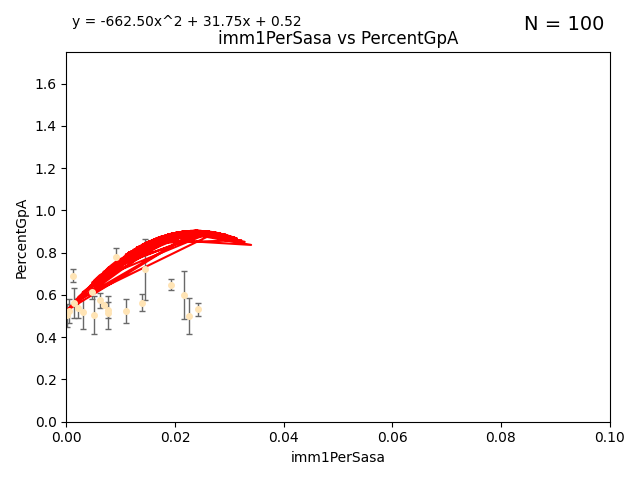 y = -662.50x^2 + 31.75x + 0.52
N = 100
imm1PerSasa vs PercentGpA
PercentGpA
1.6
1.4
1.2
1.0
0.8
0.6
0.4
0.2
0.0
0.00 0.02 0.04 0.06 0.08 0.10
imm1PerSasa